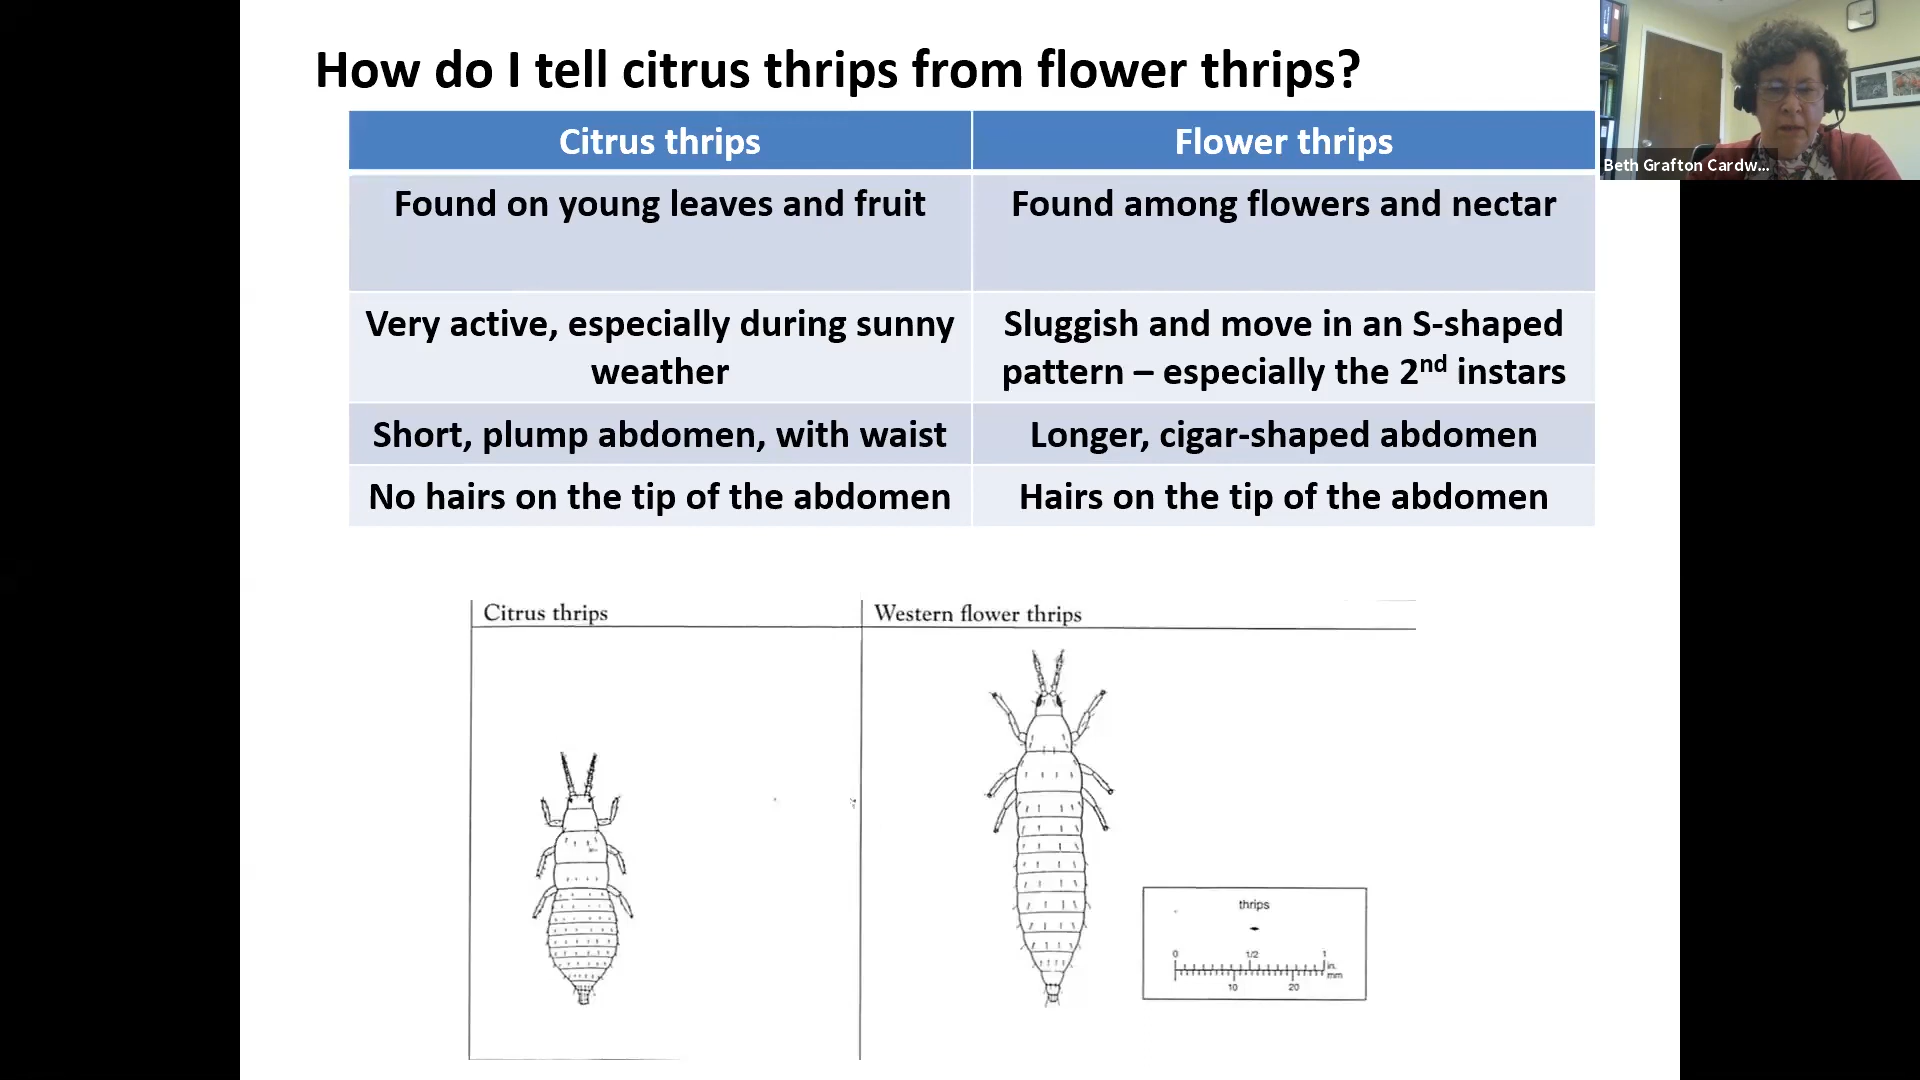 How do I tell citrus thrips from flower thrips?
Beth Grafton Cardw...
Citrus thrips
Flower thrips
Found on young leaves and fruit
Found among flowers and nectar
Very active, especially during sunny
weather
Sluggish and move in an S-shaped
pattern – especially the 2nd instars
Short, plump abdomen, with waist
Longer, cigar-shaped abdomen
No hairs on the tip of the abdomen
Hairs on the tip of the abdomen
Citrus thrips
Western flower thrips
thrips
0 1/2 1
in.
mm
10 20